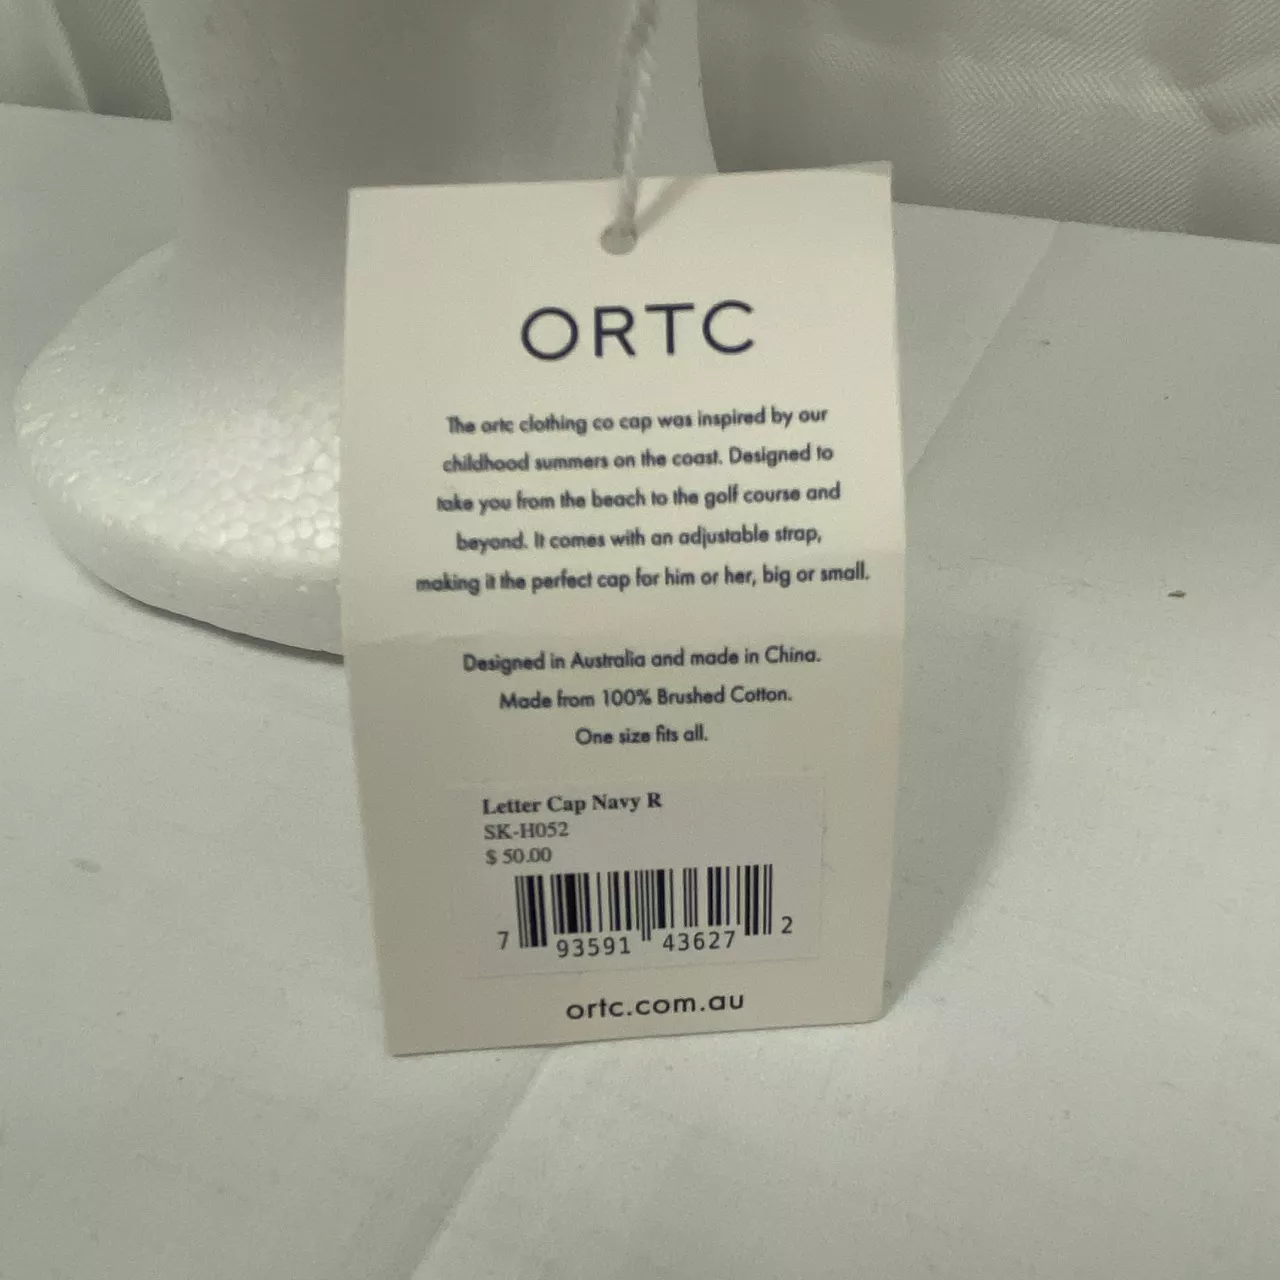 ORTC
The ortc clothing co cap was inspired by our
childhood summers on the coast. Designed to
take you from the beach to the golf course and
beyond. It comes with an adjustable strap,
making it the perfect cap for him or her, big or small.
Designed in Australia and made in China.
Made from 100% Brushed Cotton.
One size fits all.
Letter Cap Navy R
SK-H052
$ 50.00
7 93591 43627 2
ortc.com.au